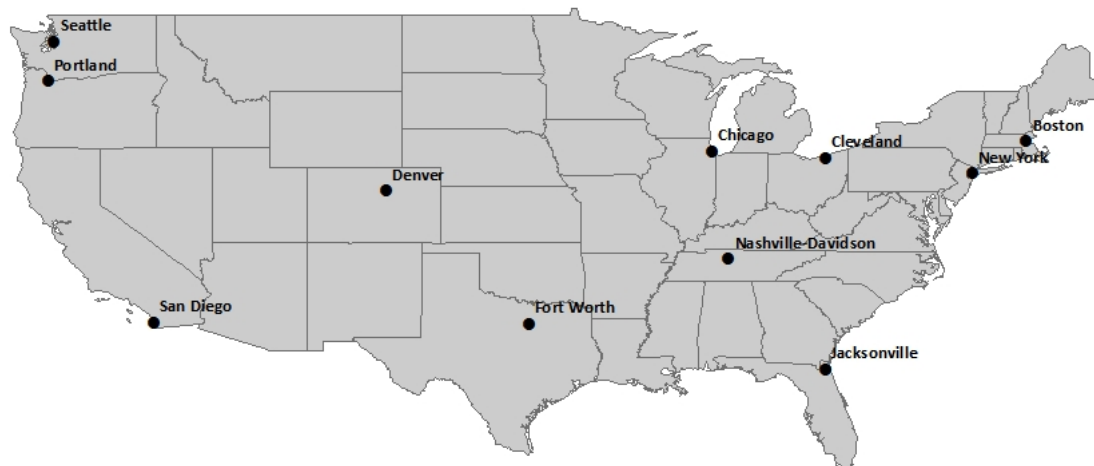 Seattle
Portland
Boston
Chicago
Cleveland
New York
Denver
Nashville-Davidson
San Diego
Fort Worth
Jacksonville